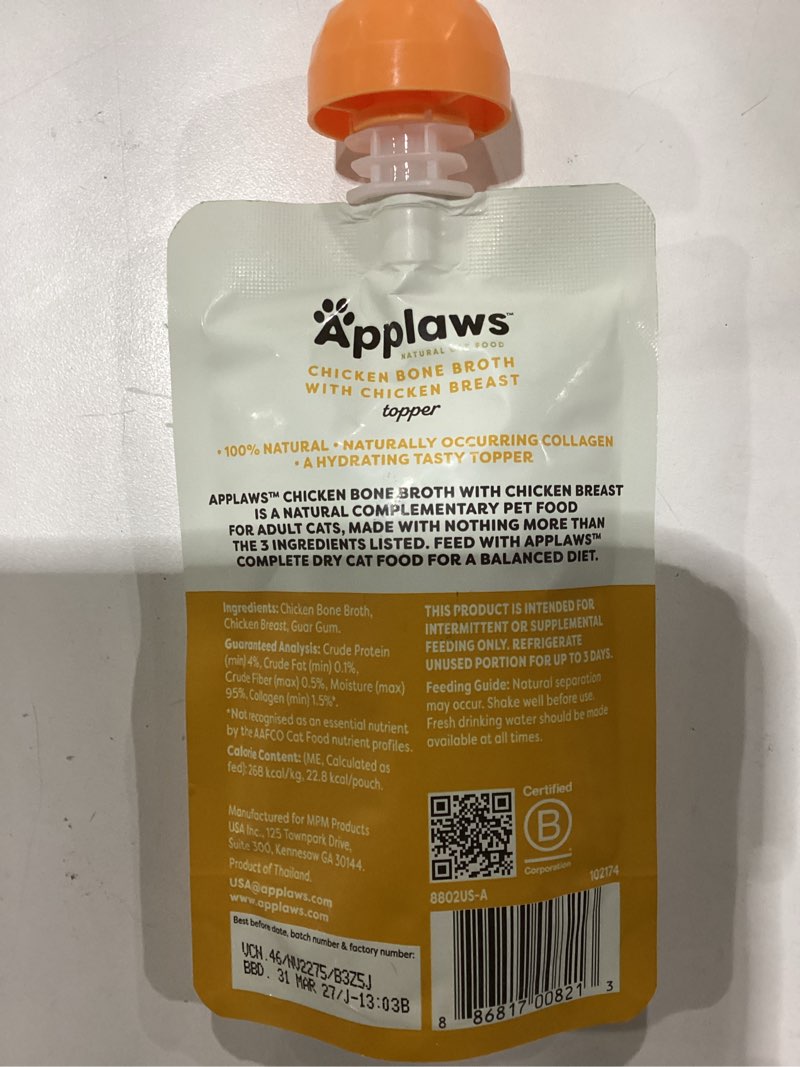 Applaws™
NATURAL CAT FOOD
CHICKEN BONE BROTH
WITH CHICKEN BREAST
topper
• 100% NATURAL • NATURALLY OCCURRING COLLAGEN
• A HYDRATING TASTY TOPPER
APPLAWS™ CHICKEN BONE BROTH WITH CHICKEN BREAST
IS A NATURAL COMPLEMENTARY PET FOOD
FOR ADULT CATS, MADE WITH NOTHING MORE THAN
THE 3 INGREDIENTS LISTED. FEED WITH APPLAWS™
COMPLETE DRY CAT FOOD FOR A BALANCED DIET.
Ingredients: Chicken Bone Broth,
Chicken Breast, Guar Gum.
Guaranteed Analysis: Crude Protein
(min) 4%, Crude Fat (min) 0.1%,
Crude Fiber (max) 0.5%, Moisture (max)
95%, Collagen (min) 1.5%*.
*Not recognised as an essential nutrient
by the AAFCO Cat Food nutrient profiles.
Calorie Content: (ME, Calculated as
fed): 268 kcal/kg, 22.8 kcal/pouch.
Manufactured for MPM Products
USA Inc., 125 Townpark Drive,
Suite 300, Kennesaw GA 30144.
Product of Thailand.
USA@applaws.com
www.applaws.com
Best before date, batch number & factory number:
VCN.46/NV2275/B3Z5J
BBD. 31 MAR 27/J-13:03B
THIS PRODUCT IS INTENDED FOR
INTERMITTENT OR SUPPLEMENTAL
FEEDING ONLY. REFRIGERATE
UNUSED PORTION FOR UP TO 3 DAYS.
Feeding Guide: Natural separation
may occur. Shake well before use.
Fresh drinking water should be made
available at all times.
Certified
B
Corporation
8802US-A
102174
8 86817 00821 3